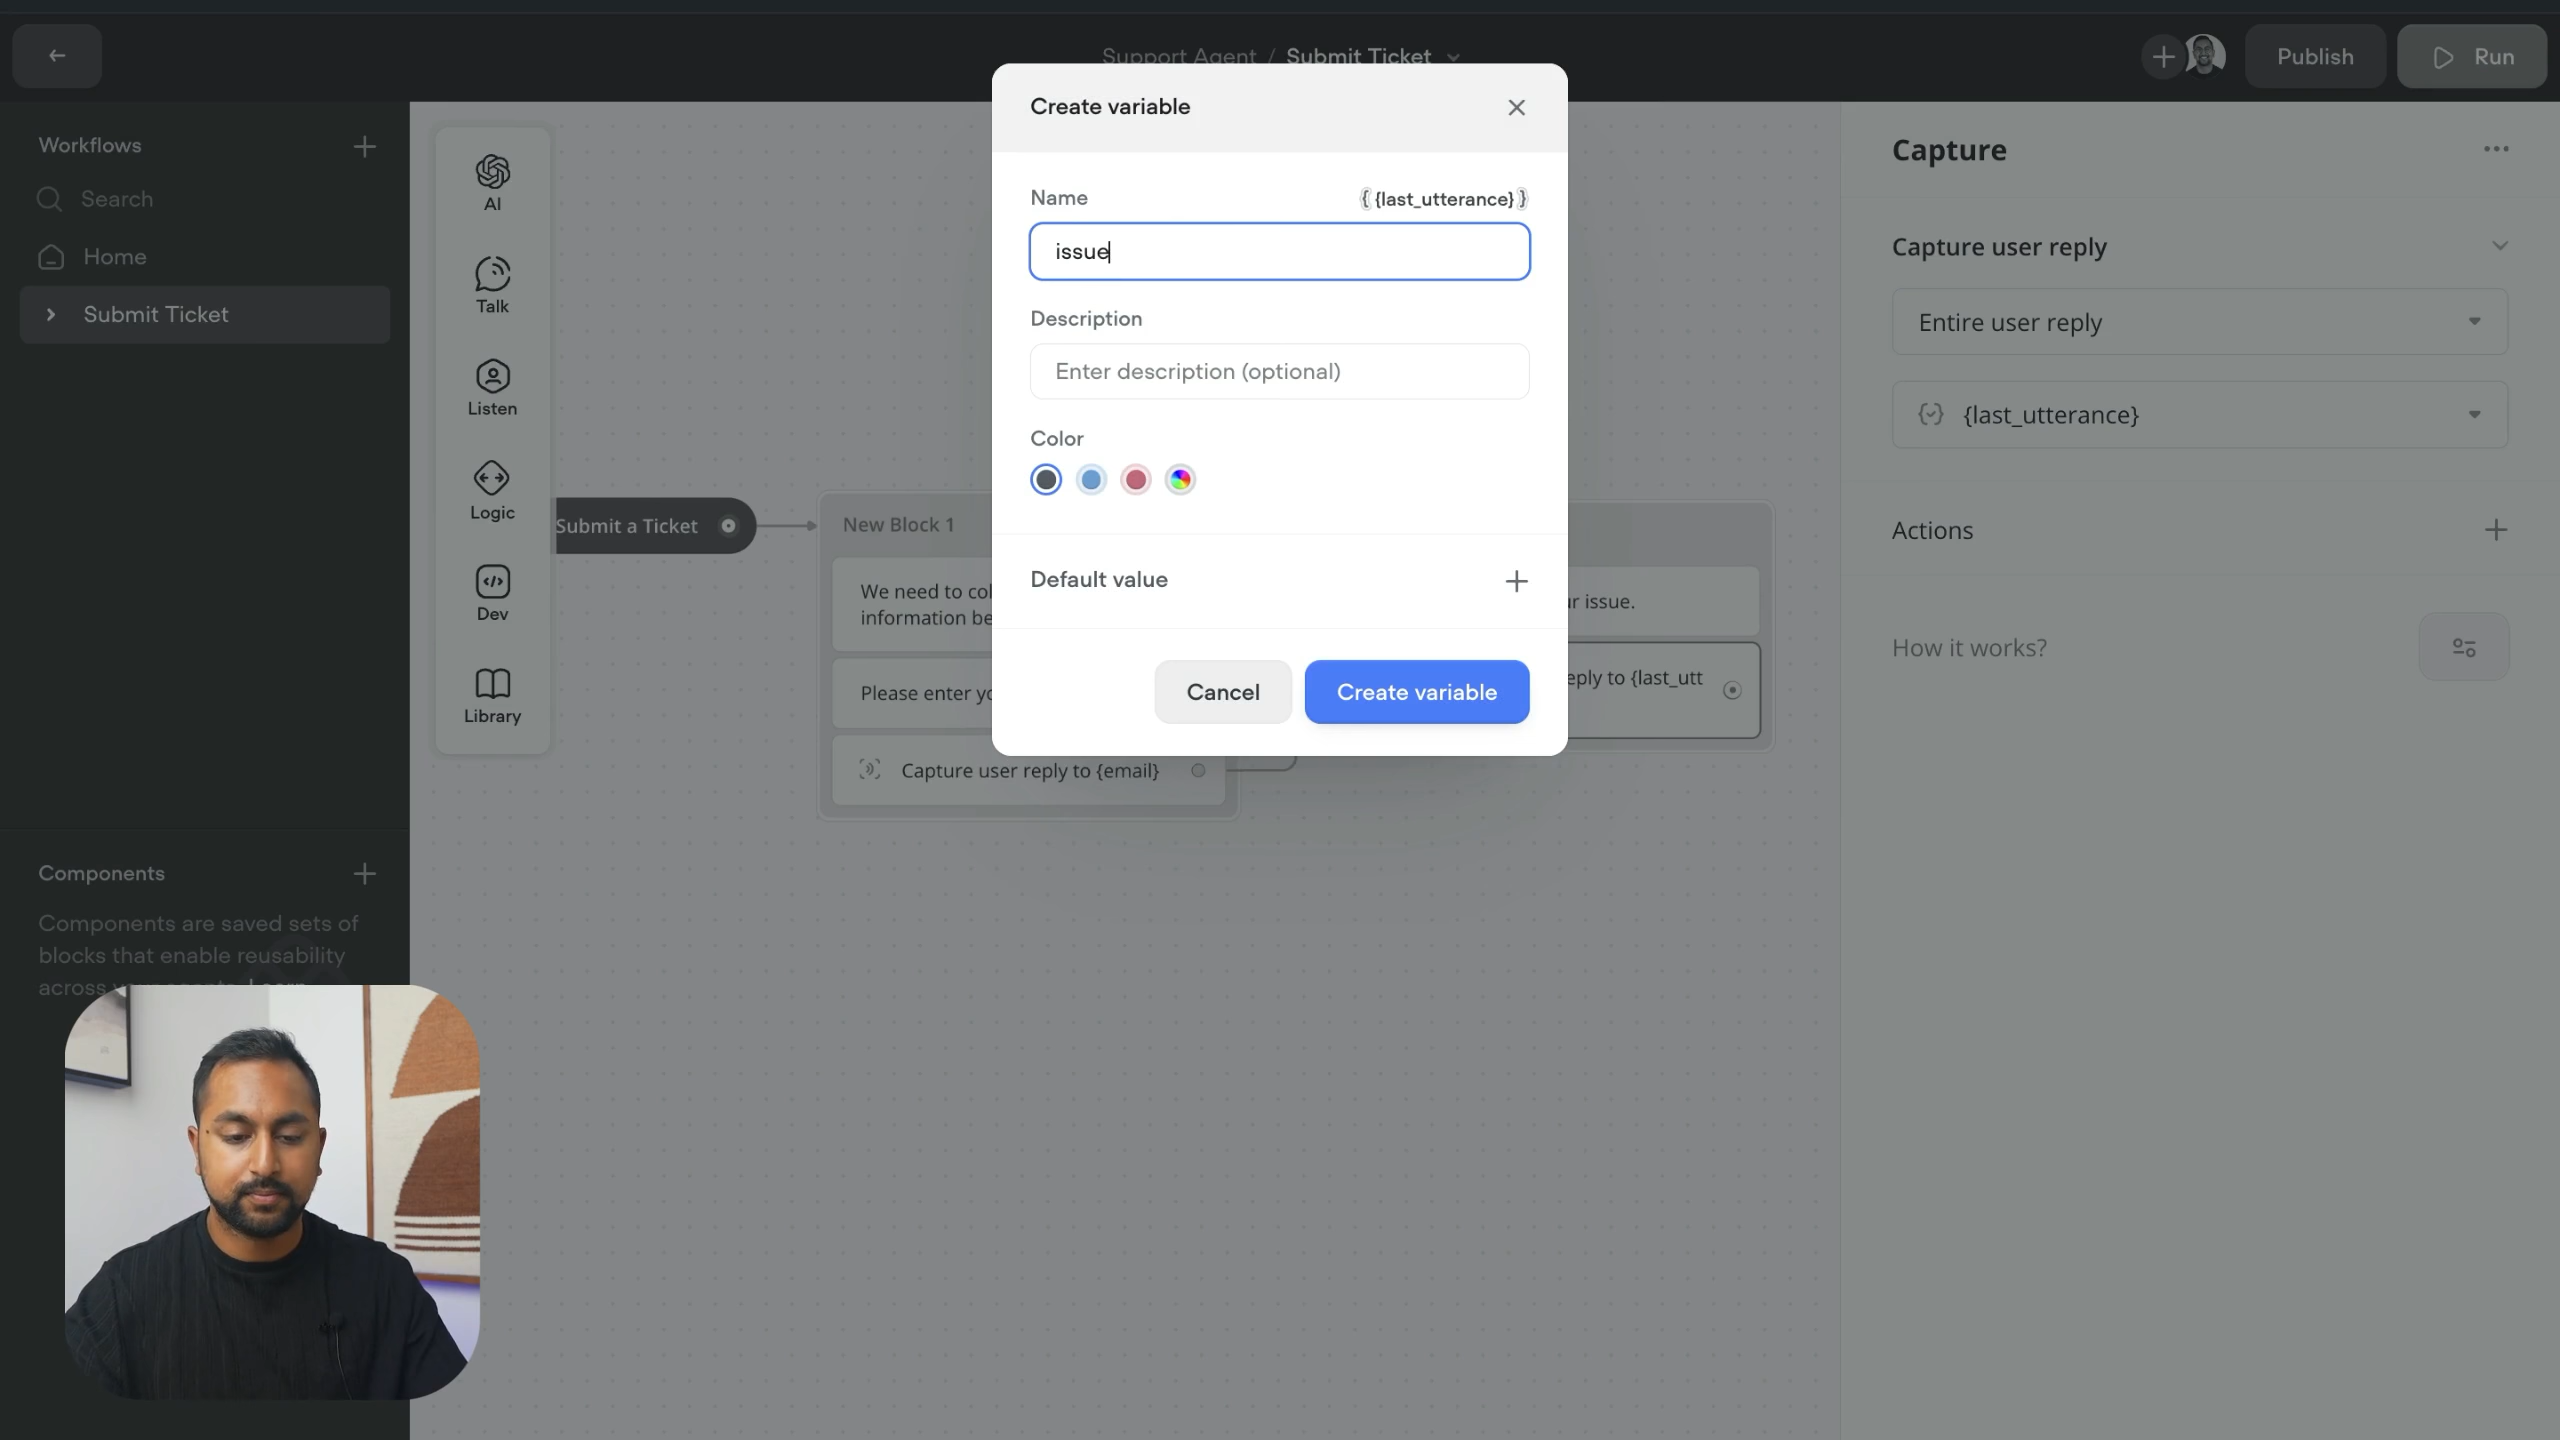 Support Agent / Submit Ticket
Publish
Run
Workflows
Search
Home
Submit Ticket
Components
Components are saved sets of
blocks that enable reusability
across
AI
Talk
Listen
Logic
Dev
Library
Submit a Ticket
New Block 1
We need to col
information be
Please enter yo
Capture user reply to {email}
Create variable
Name
{ {last_utterance} }
issue
Description
Enter description (optional)
Color
Default value
Cancel
Create variable
r issue.
eply to {last_utt
Capture
Capture user reply
Entire user reply
{last_utterance}
Actions
How it works?